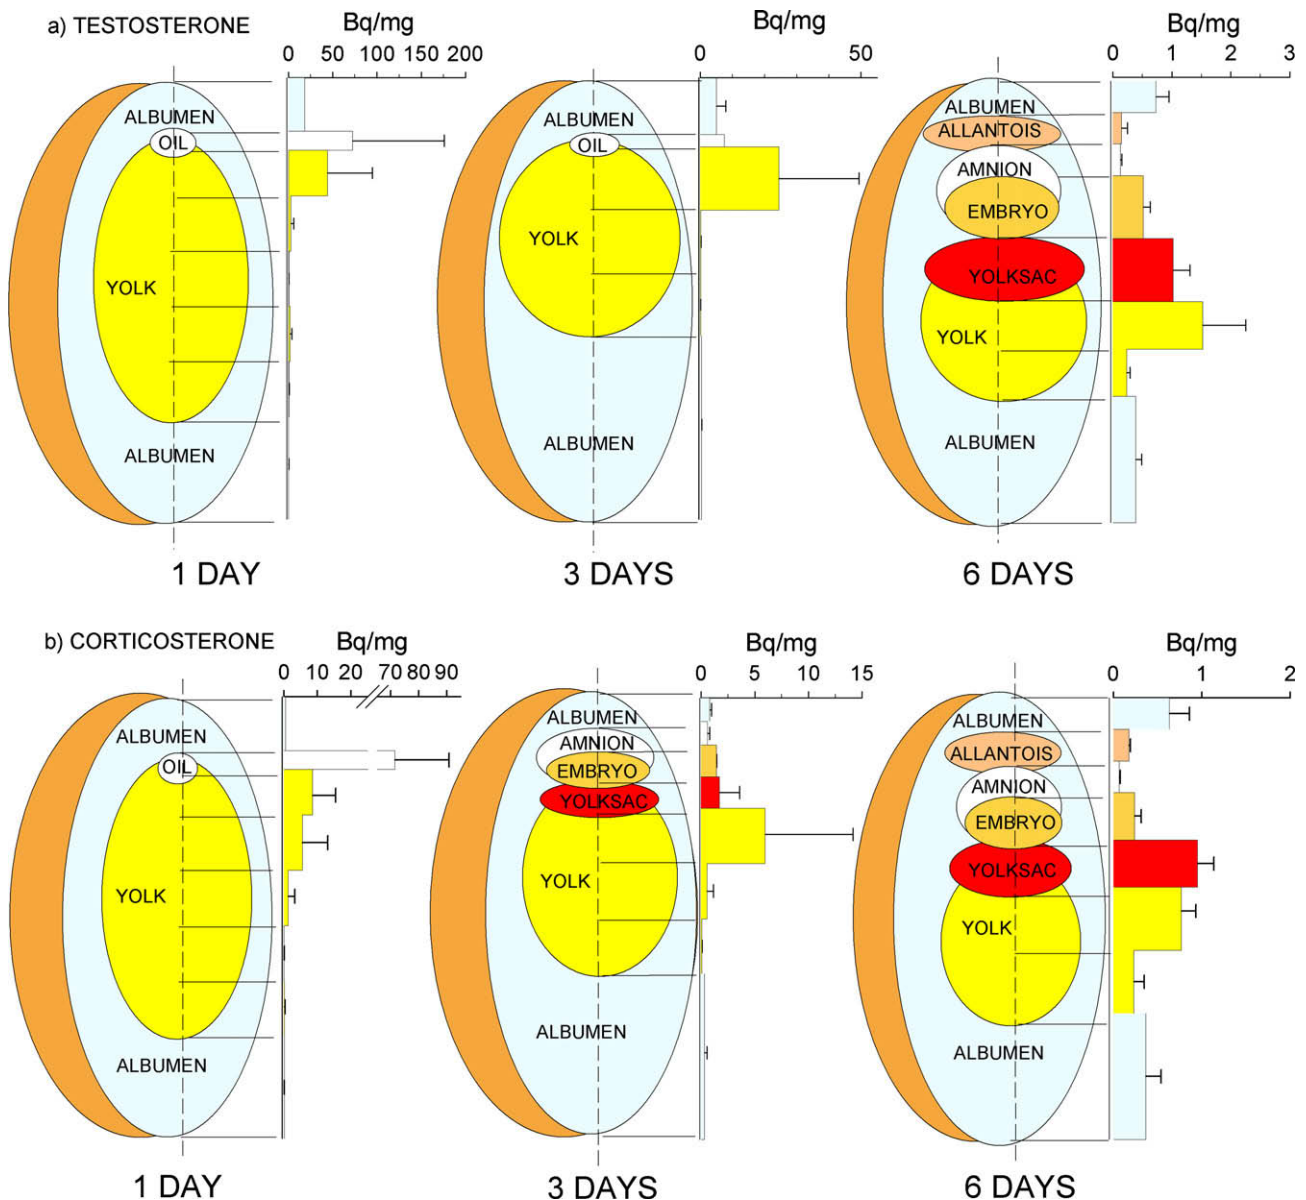 a) TESTOSTERONE
Bq/mg
0 50 100 150 200
ALBUMEN
OIL
YOLK
ALBUMEN
1 DAY
Bq/mg
0 50
ALBUMEN
OIL
YOLK
ALBUMEN
3 DAYS
Bq/mg
0 1 2 3
ALBUMEN
ALLANTOIS
AMNION
EMBRYO
YOLKSAC
YOLK
ALBUMEN
6 DAYS
b) CORTICOSTERONE
Bq/mg
0 10 20 70 80 90
ALBUMEN
OIL
YOLK
ALBUMEN
1 DAY
Bq/mg
0 5 10 15
ALBUMEN
AMNION
EMBRYO
YOLKSAC
YOLK
ALBUMEN
3 DAYS
Bq/mg
0 1 2
ALBUMEN
ALLANTOIS
AMNION
EMBRYO
YOLKSAC
YOLK
ALBUMEN
6 DAYS